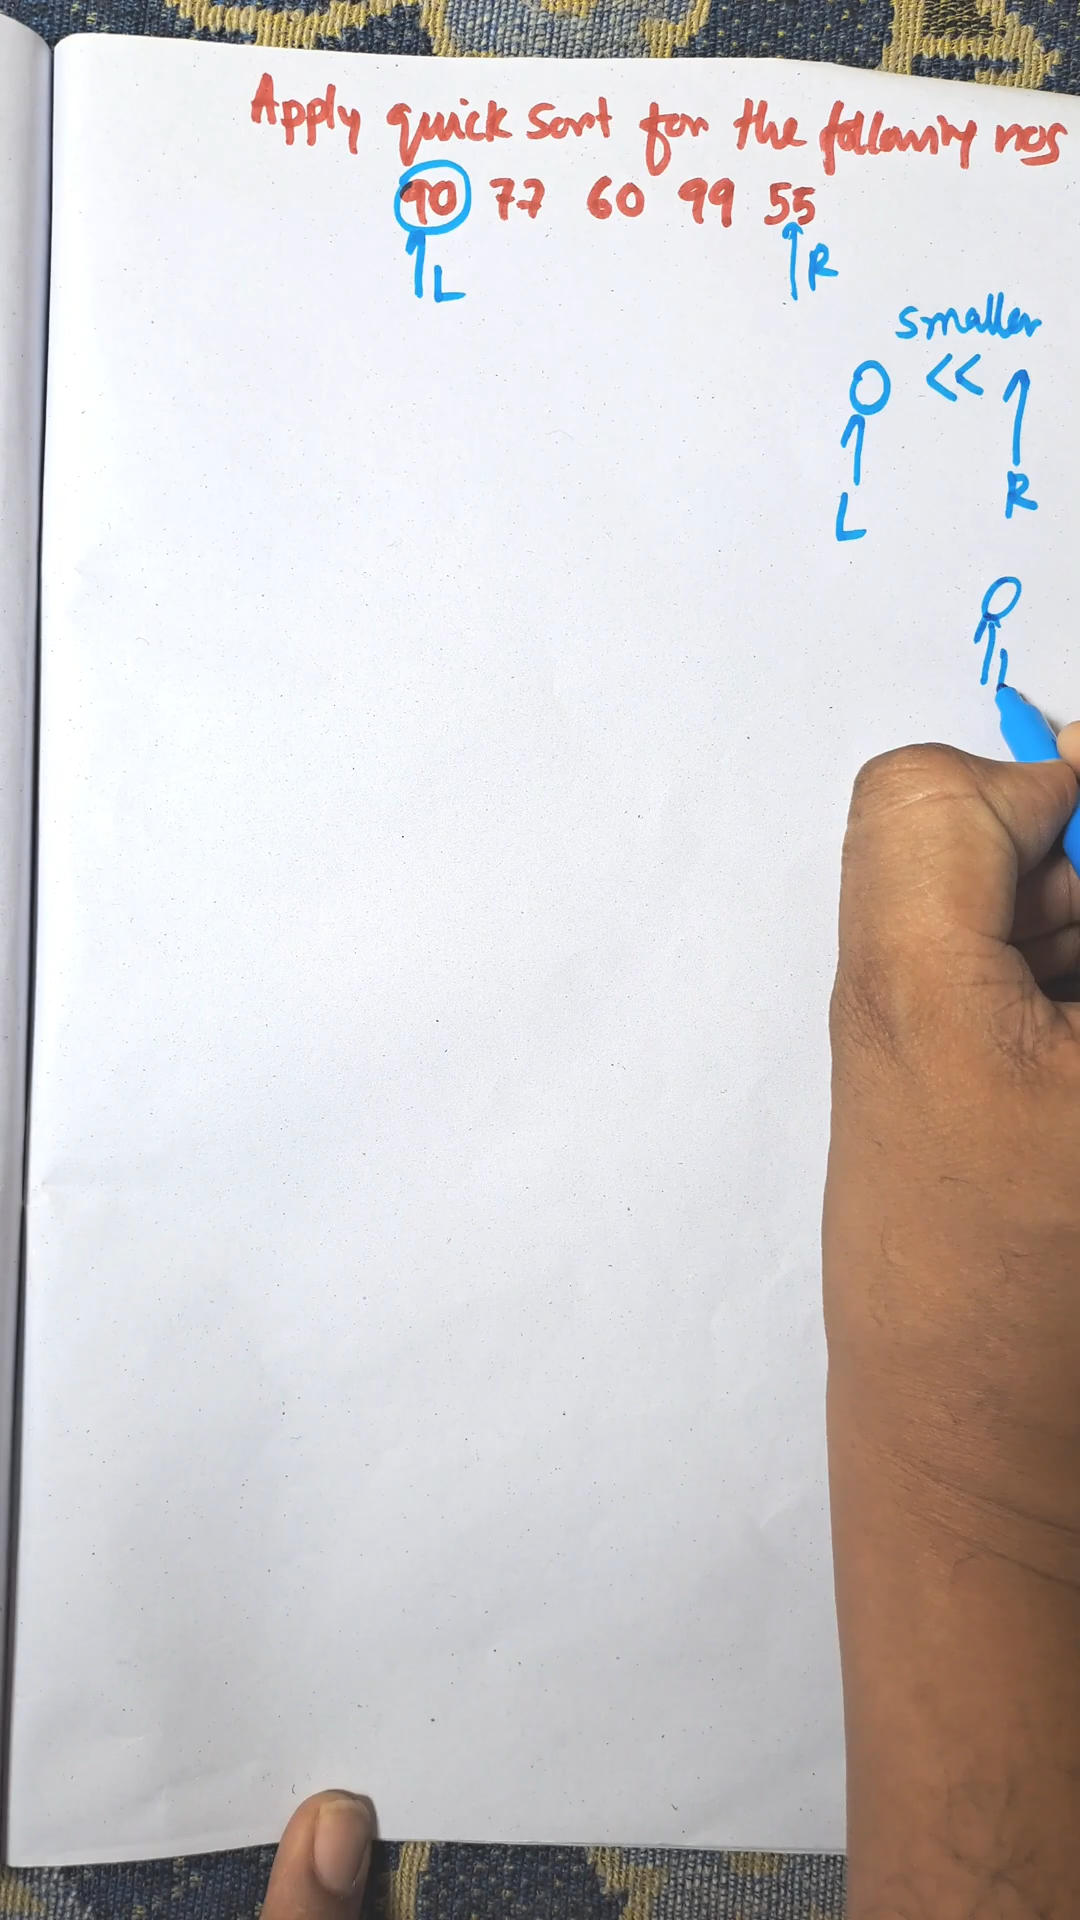 Apply quick sort for the following nos
90 77 60 99 55
L R
smaller
<<
L R